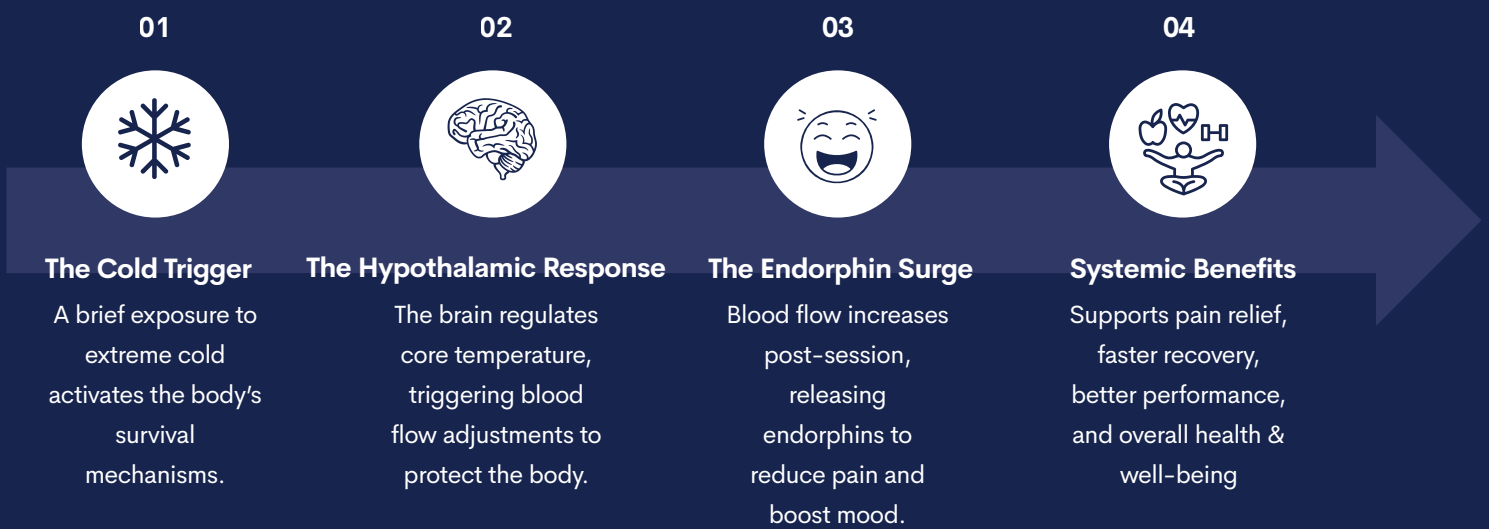 01
The Cold Trigger
A brief exposure to
extreme cold
activates the body’s
survival
mechanisms.
02
The Hypothalamic Response
The brain regulates
core temperature,
triggering blood
flow adjustments to
protect the body.
03
The Endorphin Surge
Blood flow increases
post-session,
releasing
endorphins to
reduce pain and
boost mood.
04
Systemic Benefits
Supports pain relief,
faster recovery,
better performance,
and overall health &
well-being